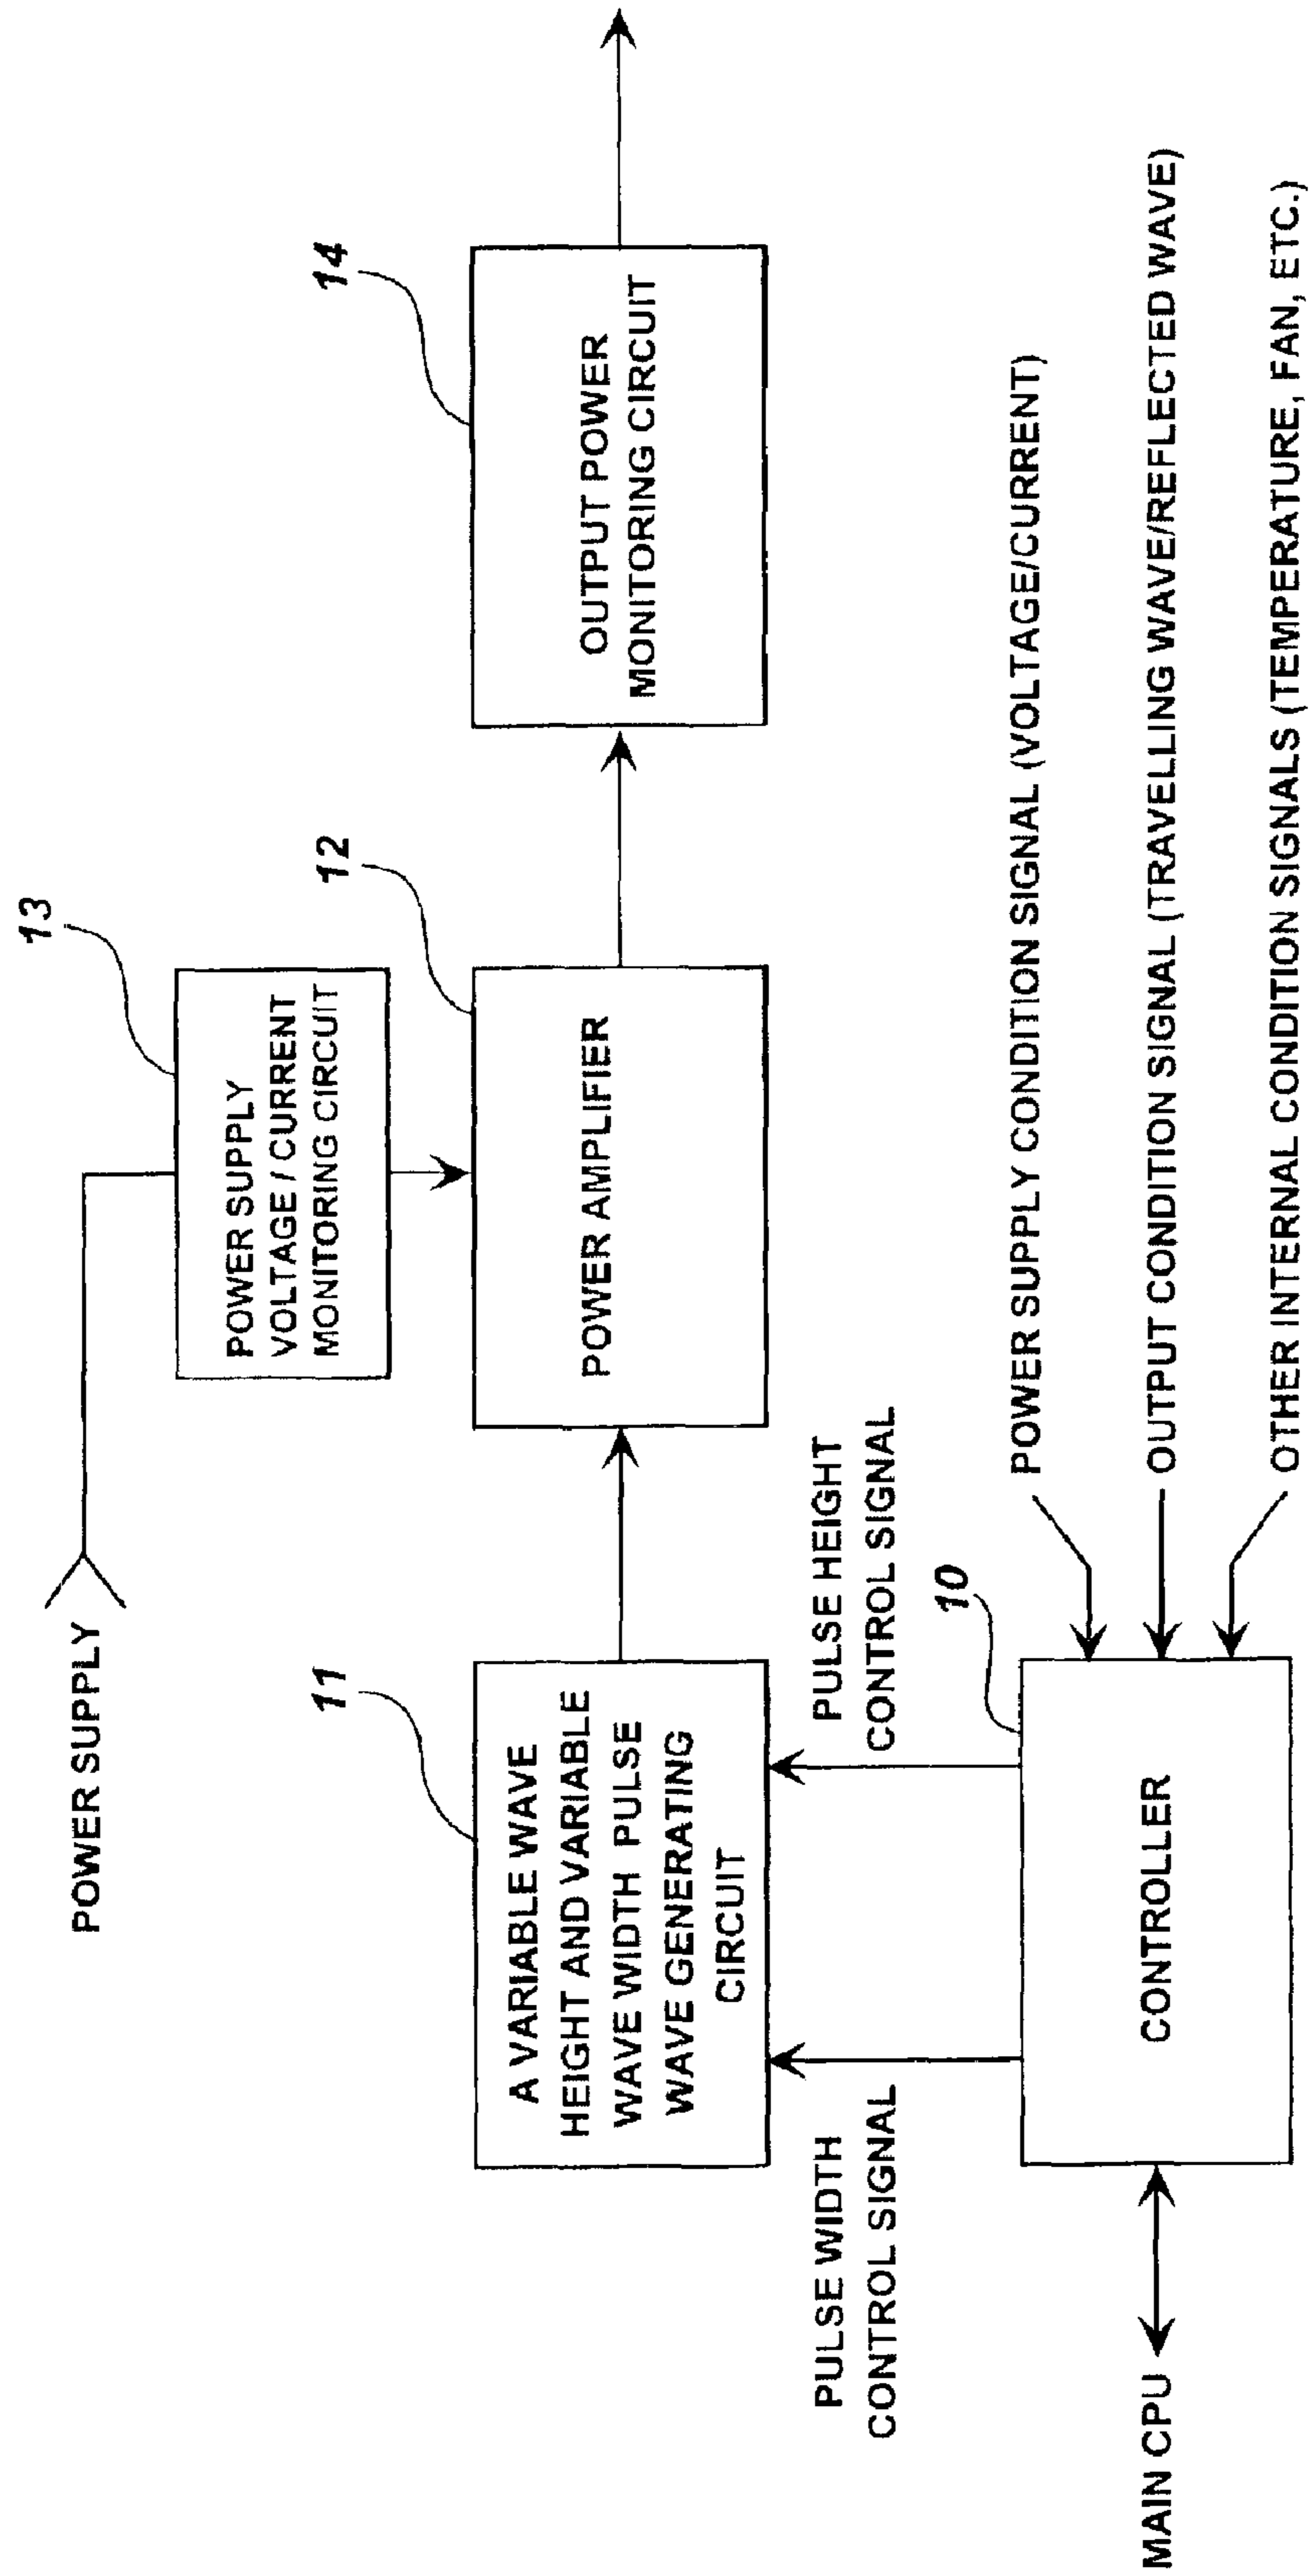 POWER SUPPLY
13
POWER SUPPLY
VOLTAGE / CURRENT
MONITORING CIRCUIT
11
A VARIABLE WAVE
HEIGHT AND VARIABLE
WAVE WIDTH PULSE
WAVE GENERATING
CIRCUIT
12
POWER AMPLIFIER
14
OUTPUT POWER
MONITORING CIRCUIT
PULSE WIDTH
CONTROL SIGNAL
PULSE HEIGHT
CONTROL SIGNAL
10
MAIN CPU
CONTROLLER
POWER SUPPLY CONDITION SIGNAL (VOLTAGE/CURRENT)
OUTPUT CONDITION SIGNAL (TRAVELLING WAVE/REFLECTED WAVE)
OTHER INTERNAL CONDITION SIGNALS (TEMPERATURE, FAN, ETC.)